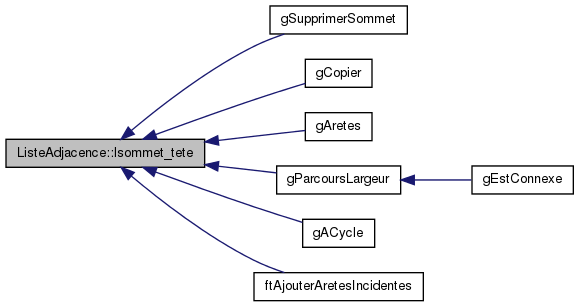 gSupprimerSommet
gCopier
gAretes
ListeAdjacence::lsommet_tete
gParcoursLargeur
gEstConnexe
gACycle
ftAjouterAretesIncidentes